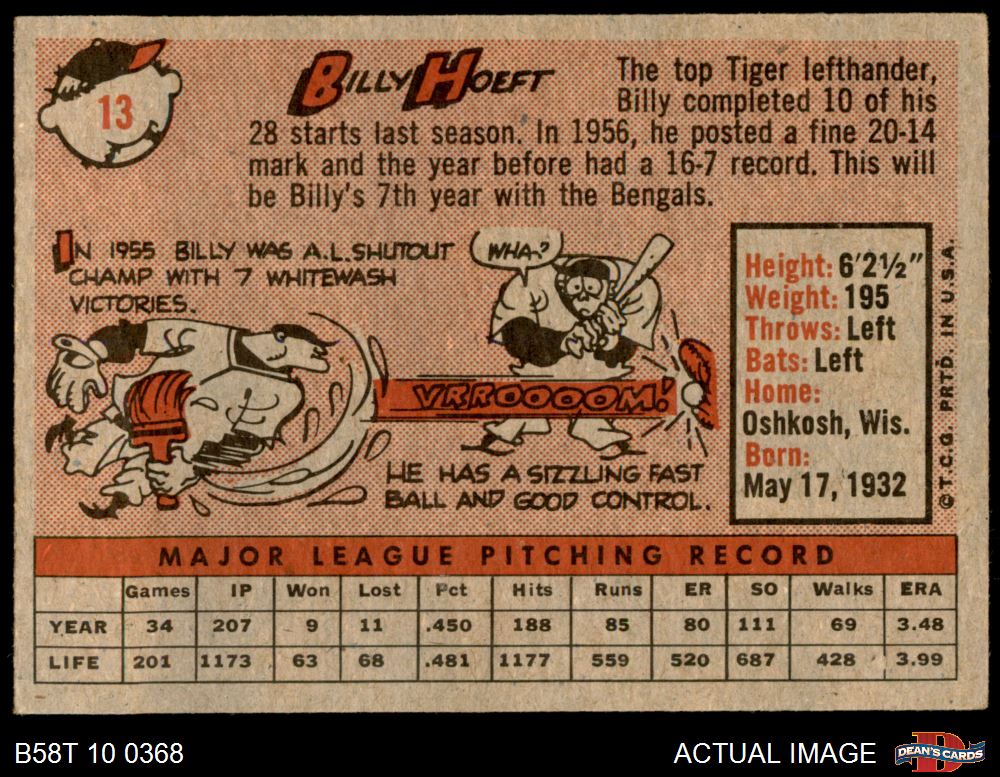 13
BILLY HOEFT
The top Tiger lefthander,
Billy completed 10 of his
28 starts last season. In 1956, he posted a fine 20-14
mark and the year before had a 16-7 record. This will
be Billy's 7th year with the Bengals.
IN 1955 BILLY WAS A.L. SHUTOUT
CHAMP WITH 7 WHITEWASH
VICTORIES.
WHA?
VRROOOOM!
HE HAS A SIZZLING FAST
BALL AND GOOD CONTROL.
Height: 6'2½"
Weight: 195
Throws: Left
Bats: Left
Home:
Oshkosh, Wis.
Born:
May 17, 1932
© T.C.G. PRTD. IN U.S.A.
MAJOR LEAGUE PITCHING RECORD
Games IP Won Lost Pct Hits Runs ER SO Walks ERA
YEAR 34 207 9 11 .450 188 85 80 111 69 3.48
LIFE 201 1173 63 68 .481 1177 559 520 687 428 3.99
B58T 10 0368
ACTUAL IMAGE
D
DEAN'S CARDS